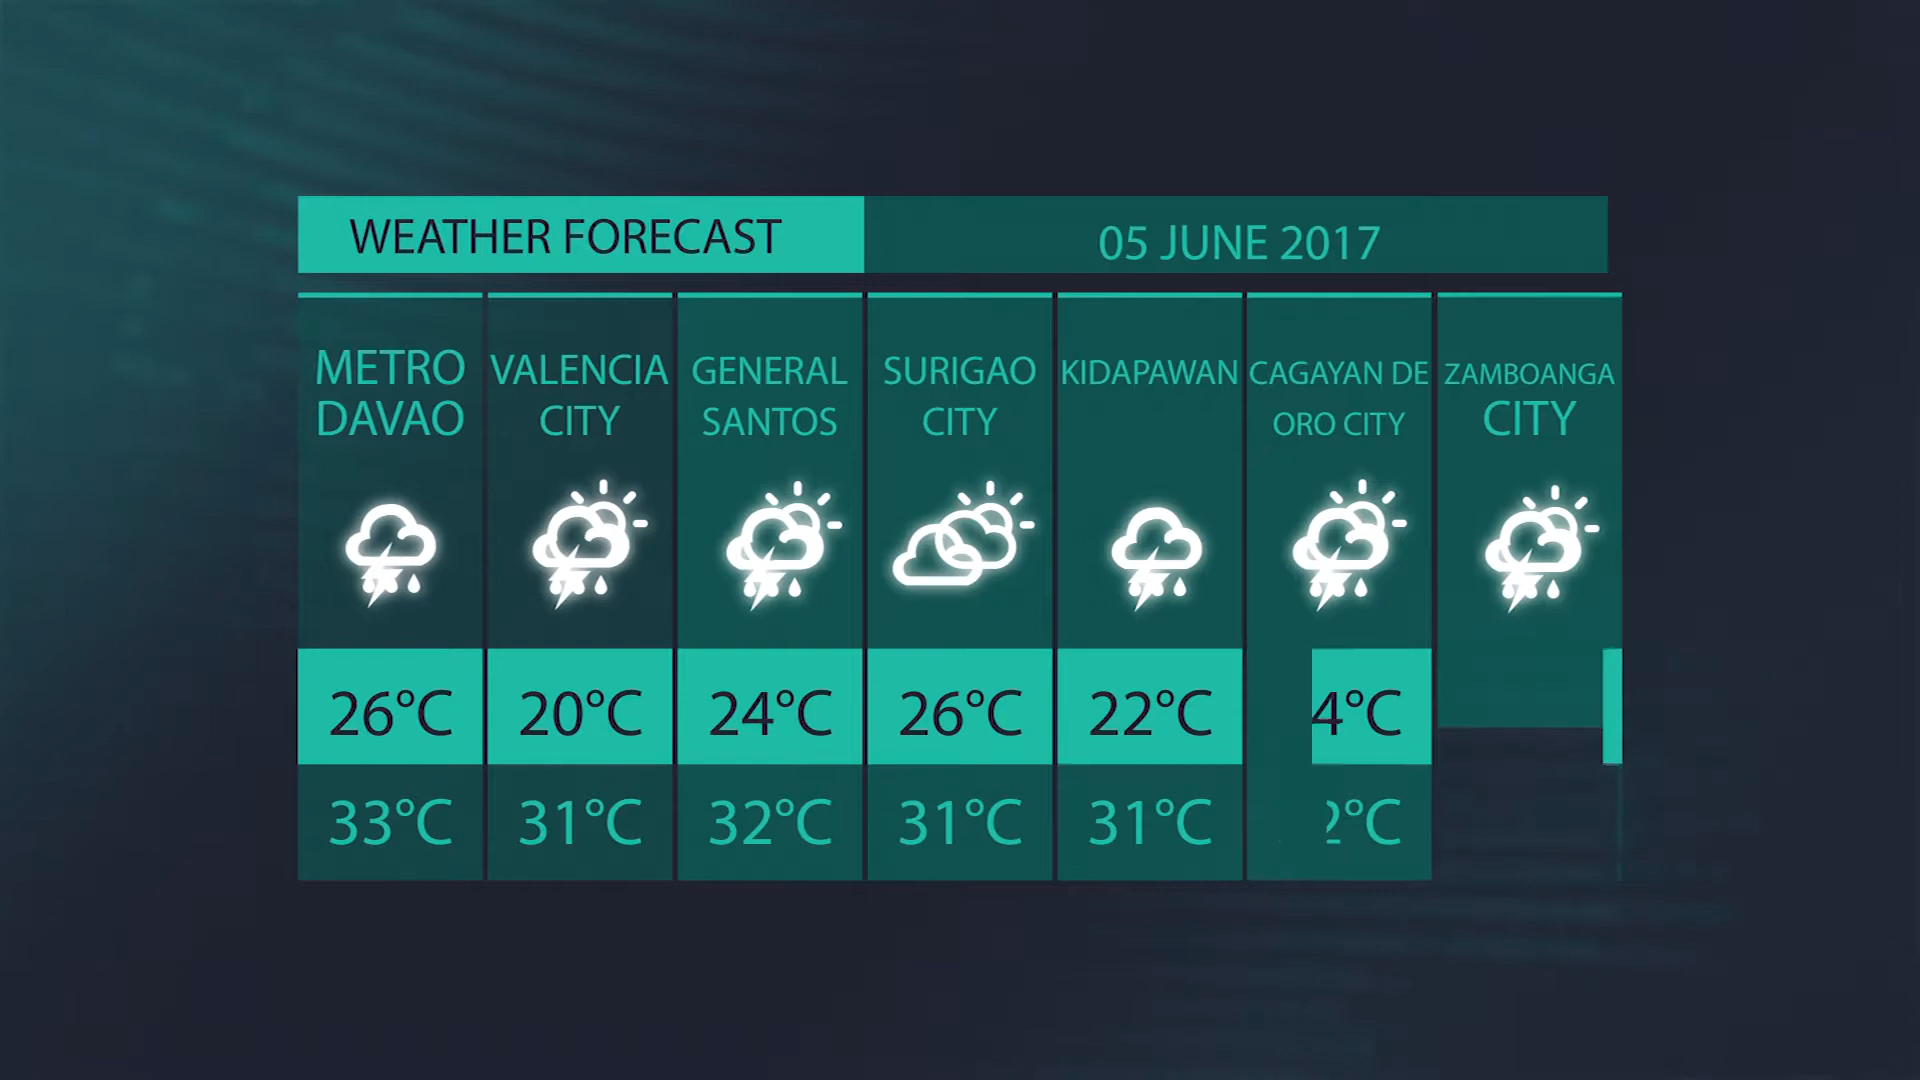 WEATHER FORECAST
05 JUNE 2017
METRO
DAVAO
26°C
33°C
VALENCIA
CITY
20°C
31°C
GENERAL
SANTOS
24°C
32°C
SURIGAO
CITY
26°C
31°C
KIDAPAWAN
22°C
31°C
CAGAYAN DE
ORO CITY
4°C
2°C
ZAMBOANGA
CITY